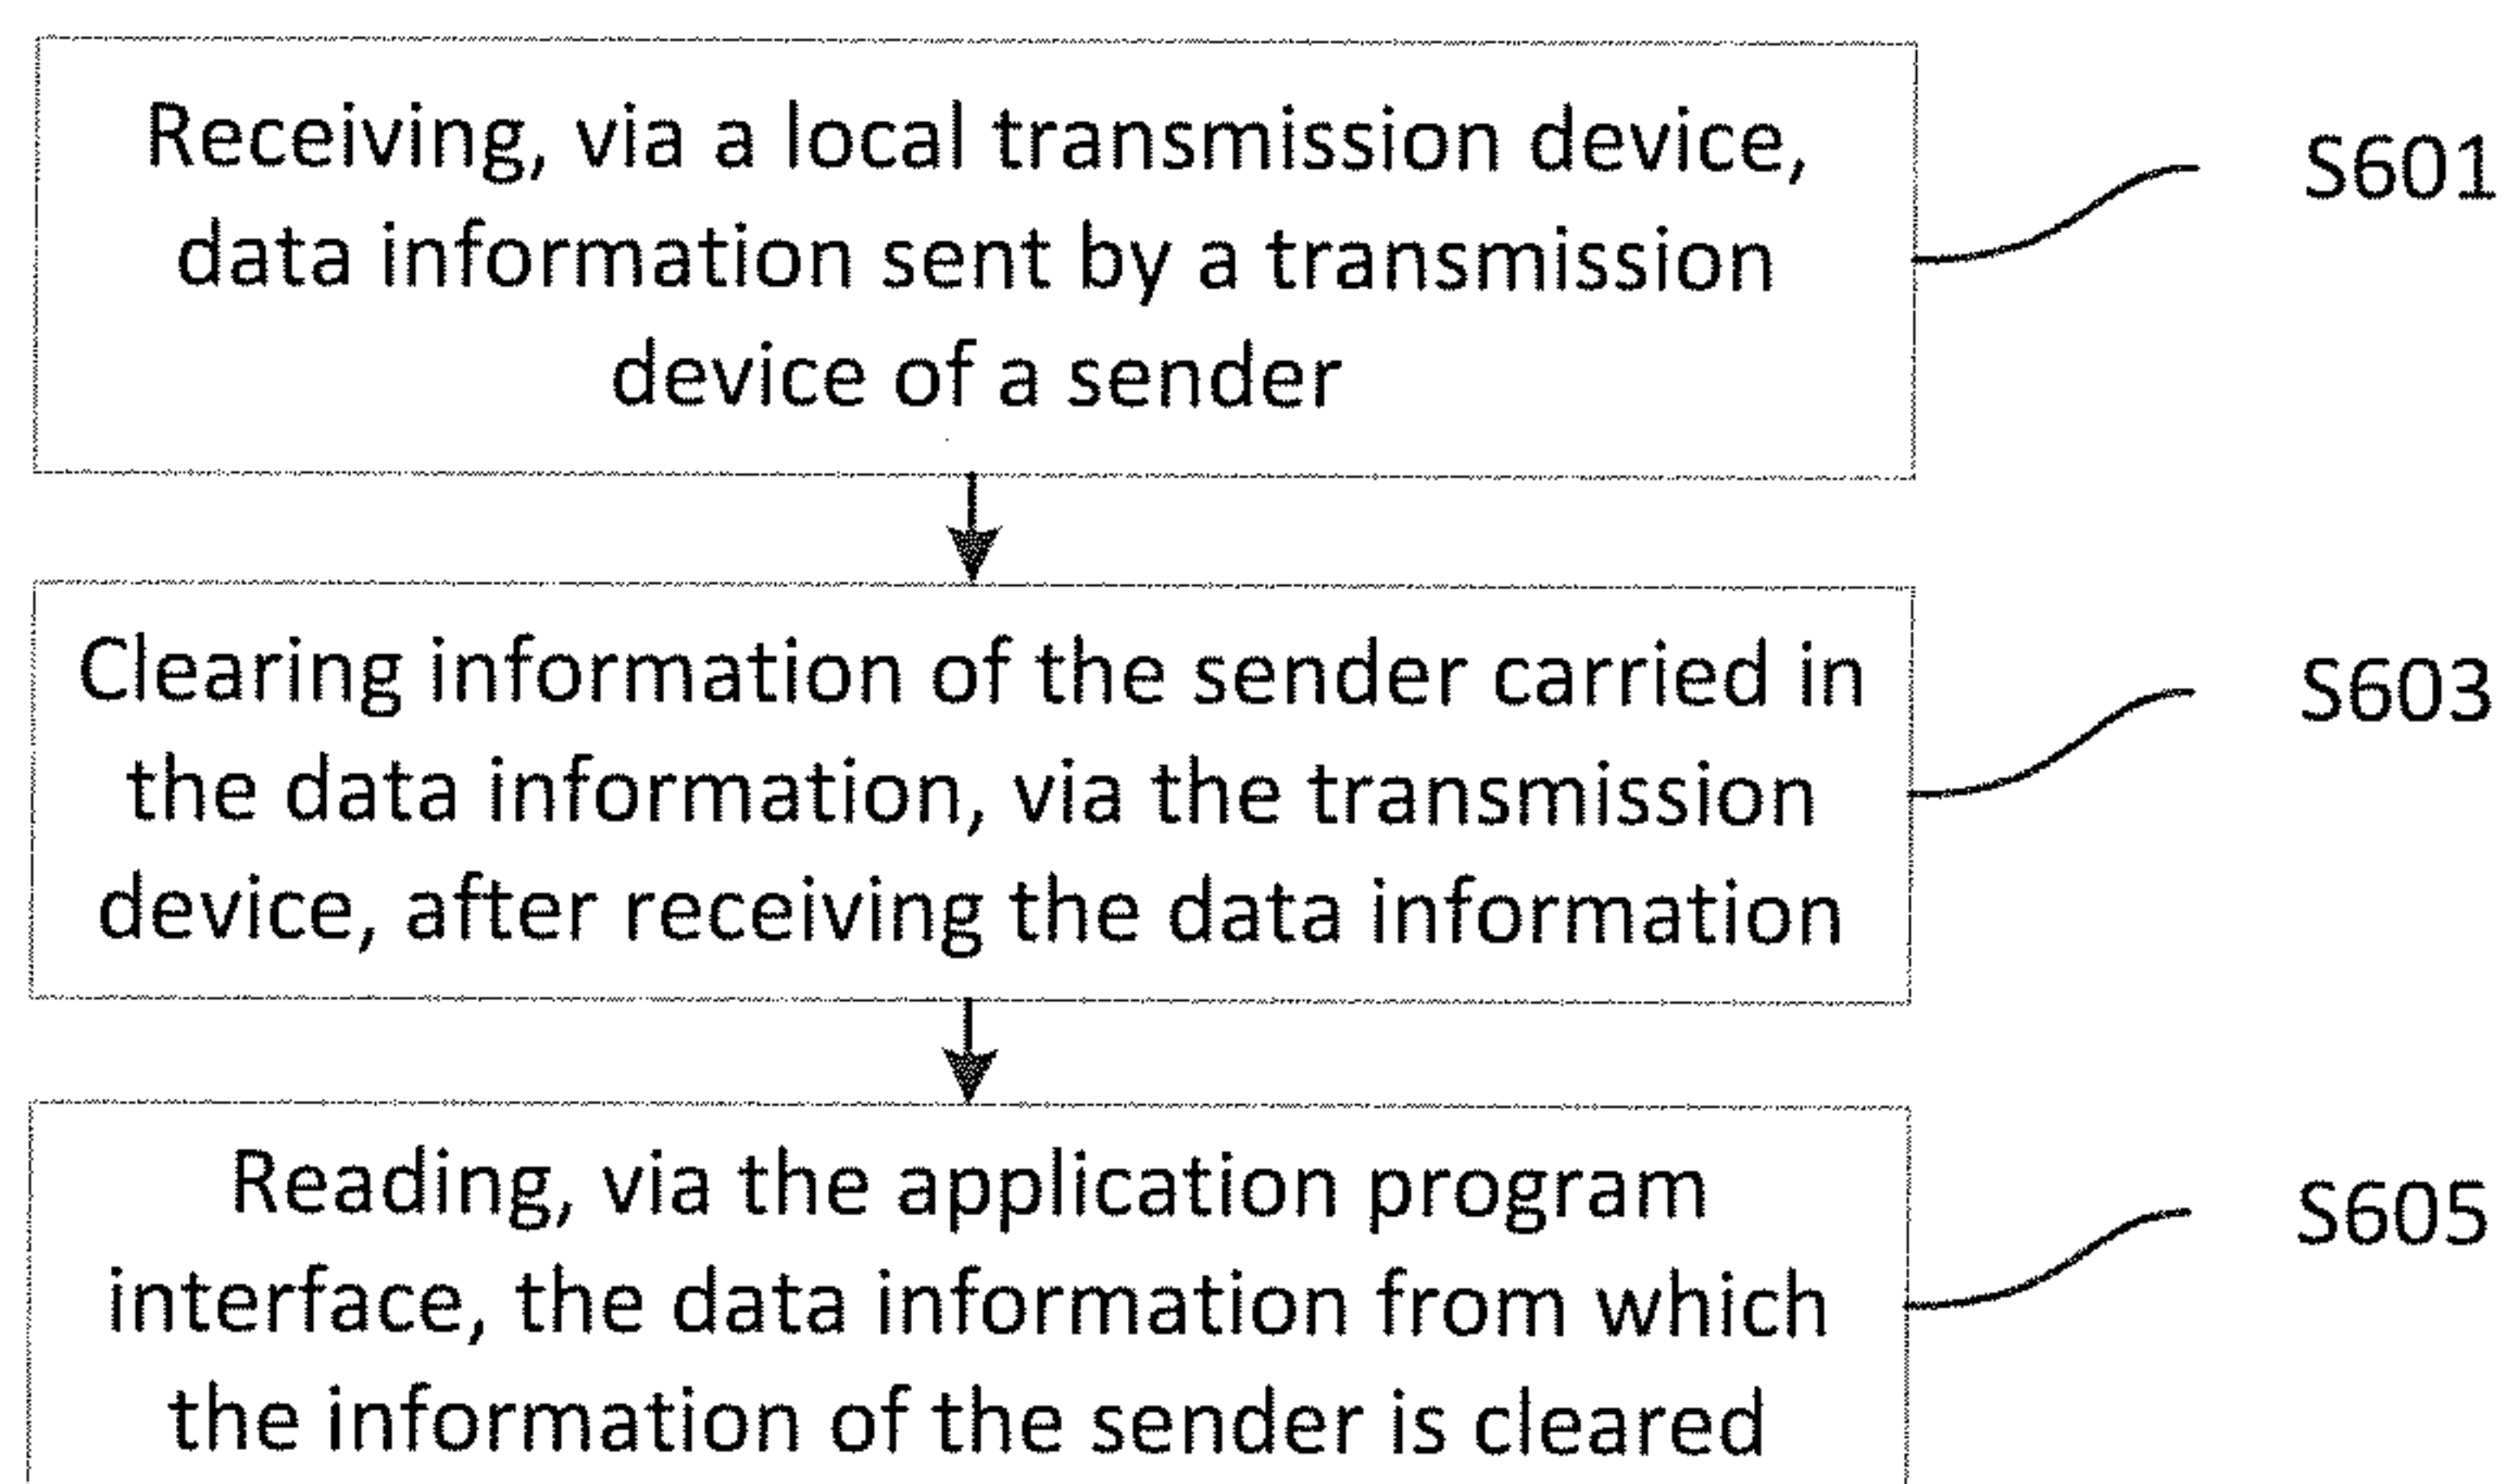 Receiving, via a local transmission device,
data information sent by a transmission
device of a sender
S601
Clearing information of the sender carried in
the data information, via the transmission
device, after receiving the data information
S603
Reading, via the application program
interface, the data information from which
the information of the sender is cleared
S605